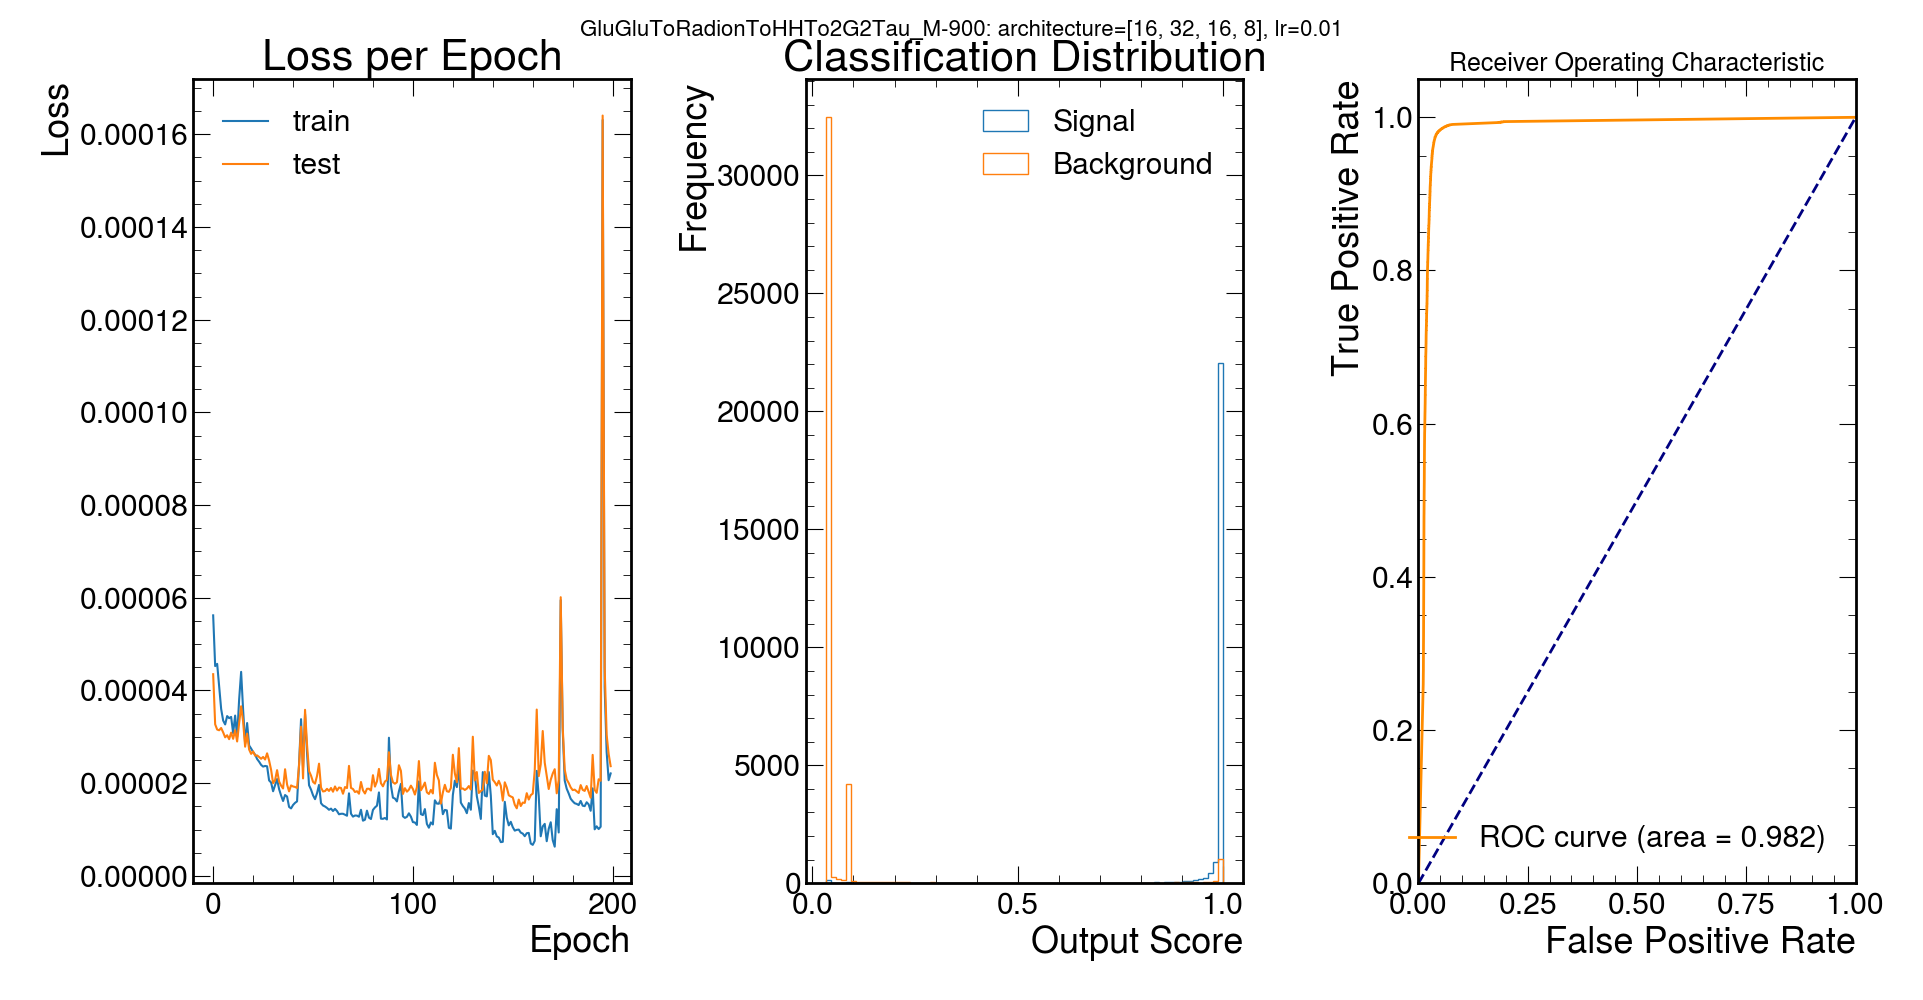 GluGluToRadionToHHTo2G2Tau_M-900: architecture=[16, 32, 16, 8], lr=0.01
Loss per Epoch
Loss
train
test
0.00016
0.00014
0.00012
0.00010
0.00008
0.00006
0.00004
0.00002
0.00000
0 100 200
Epoch
Classification Distribution
Frequency
Signal
Background
30000
25000
20000
15000
10000
5000
0
0.0 0.5 1.0
Output Score
Receiver Operating Characteristic
True Positive Rate
1.0
0.8
0.6
0.4
0.2
0.0
ROC curve (area = 0.982)
0.00 0.25 0.50 0.75 1.00
False Positive Rate